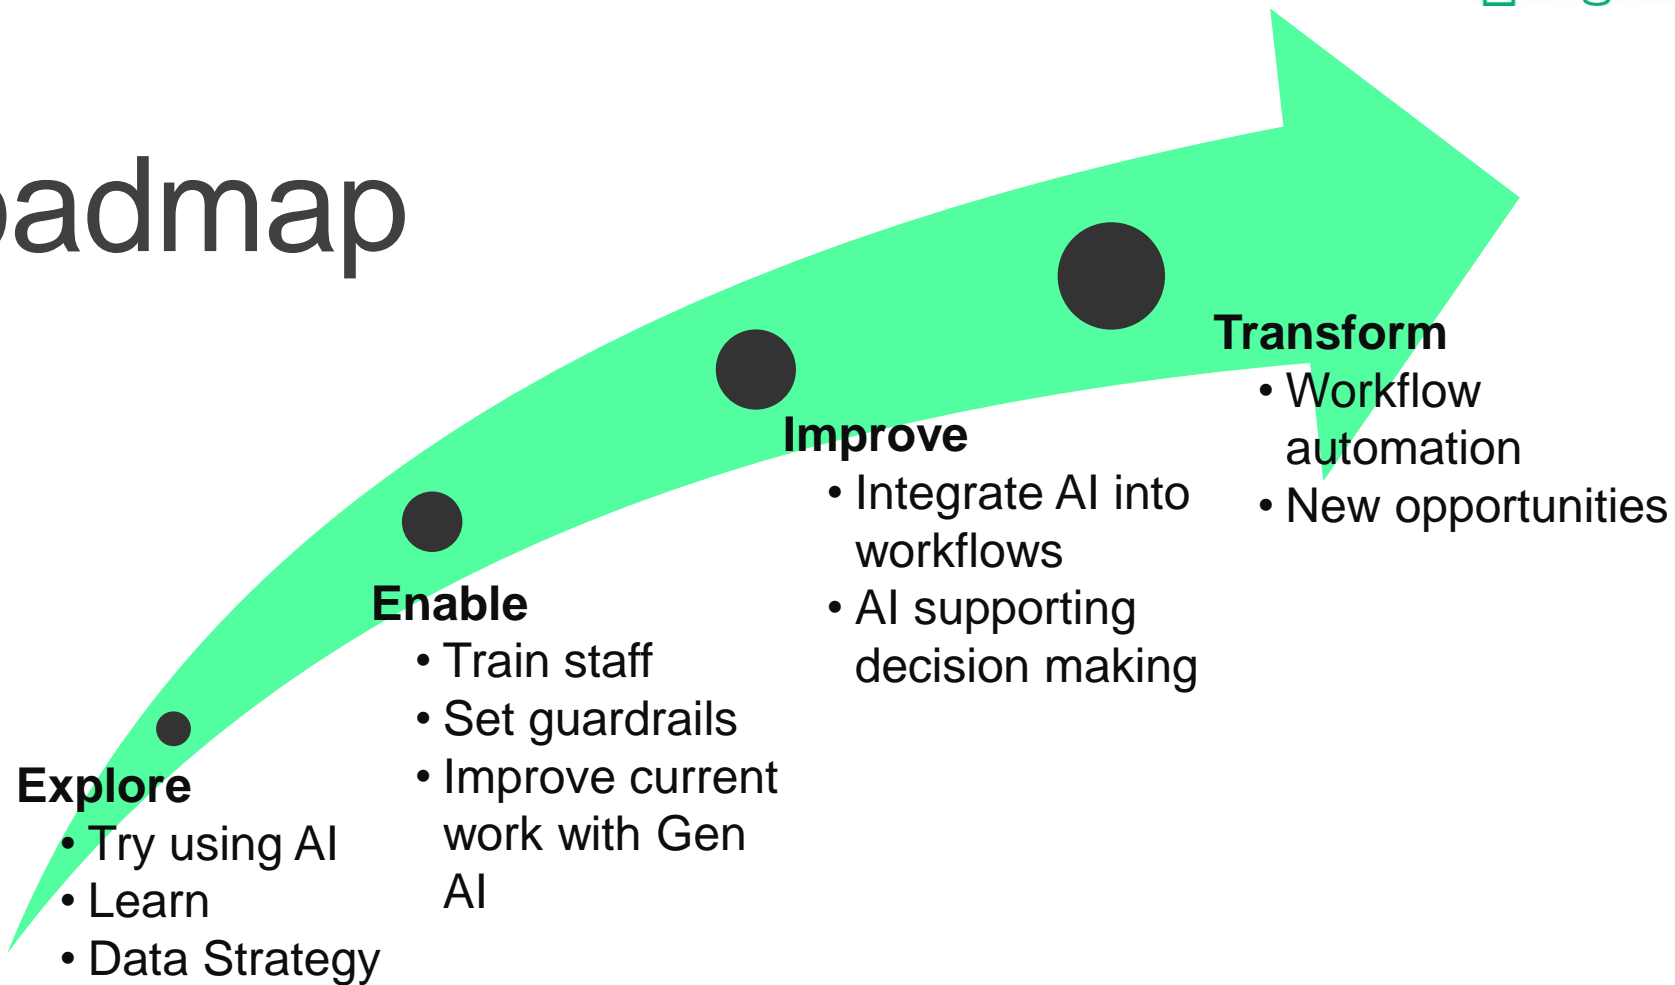 oadmap
Transform
• Workflow
automation
• New opportunities
Improve
• Integrate AI into
workflows
• AI supporting
decision making
Enable
• Train staff
• Set guardrails
• Improve current
work with Gen
AI
Explore
• Try using AI
• Learn
• Data Strategy